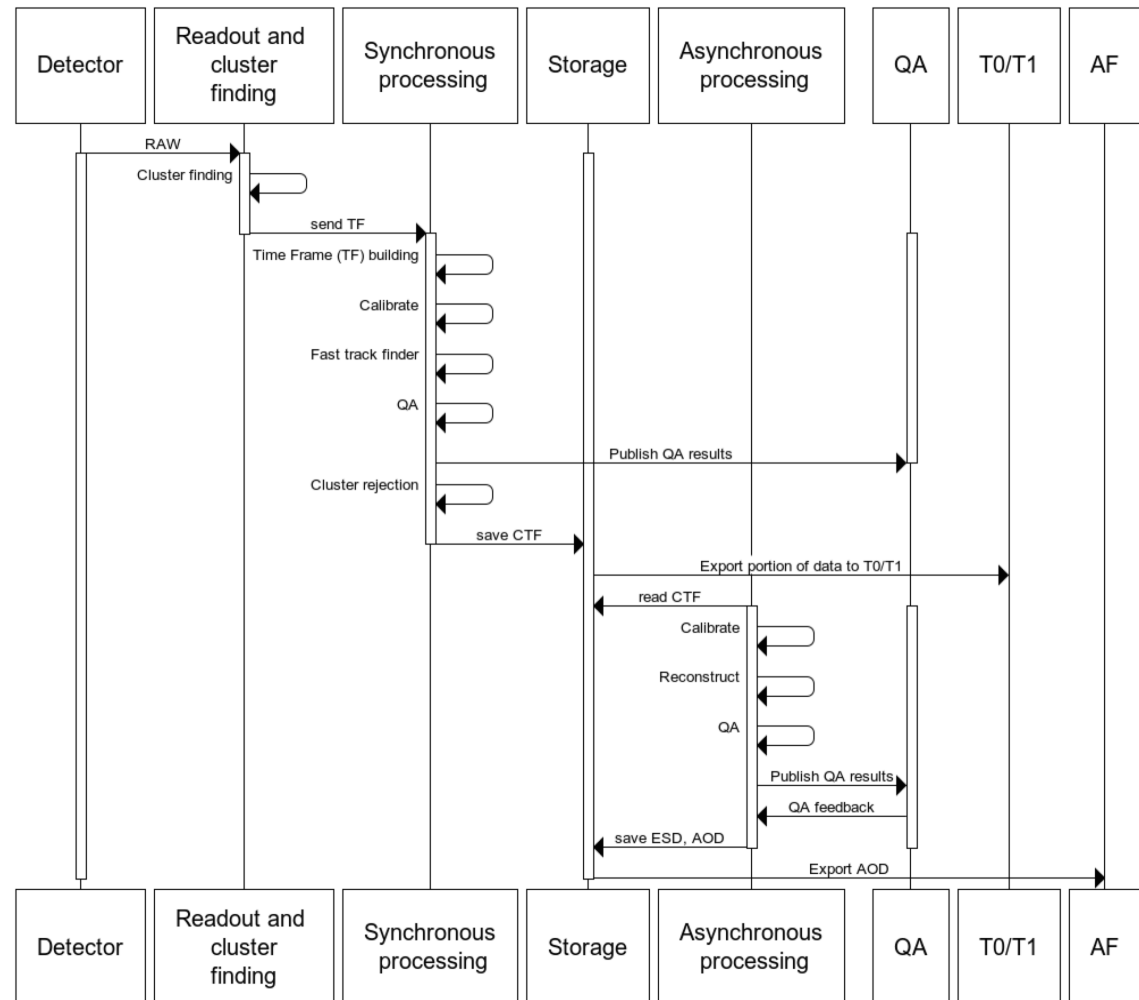 Detector
Readout and
cluster
finding
Synchronous
processing
Storage
Asynchronous
processing
QA
T0/T1
AF
RAW
Cluster finding
send TF
Time Frame (TF) building
Calibrate
Fast track finder
QA
Publish QA results
Cluster rejection
save CTF
Export portion of data to T0/T1
read CTF
Calibrate
Reconstruct
QA
Publish QA results
QA feedback
save ESD, AOD
Export AOD
Detector
Readout and
cluster
finding
Synchronous
processing
Storage
Asynchronous
processing
QA
T0/T1
AF